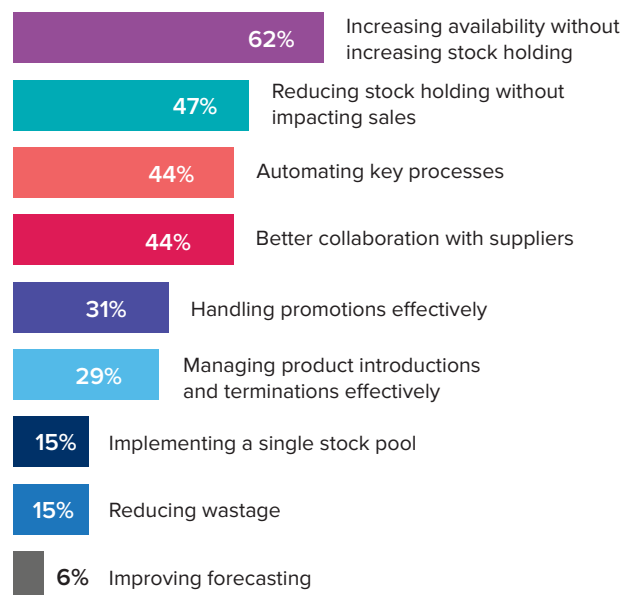 62%
Increasing availability without
increasing stock holding
47%
Reducing stock holding without
impacting sales
44%
Automating key processes
44%
Better collaboration with suppliers
31%
Handling promotions effectively
29%
Managing product introductions
and terminations effectively
15%
Implementing a single stock pool
15%
Reducing wastage
6%
Improving forecasting